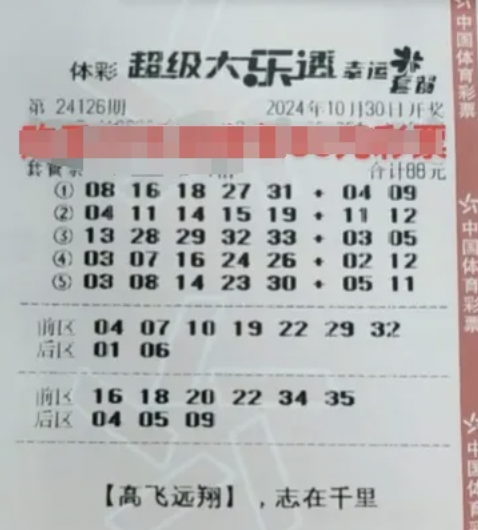 体彩 超级大乐透 幸运 套餐
第 24126期 2024年10月30日开奖
套餐票 合计88元
① 08 16 18 27 31 + 04 09
② 04 11 14 15 19 + 11 12
③ 13 28 29 32 33 + 03 05
④ 03 07 16 24 26 + 02 12
⑤ 03 08 14 23 30 + 05 11
前区 04 07 10 19 22 29 32
后区 01 06
前区 16 18 20 22 34 35
后区 04 05 09
【高飞远翔】,志在千里
中国体育彩票
中国体育彩票
中国体育